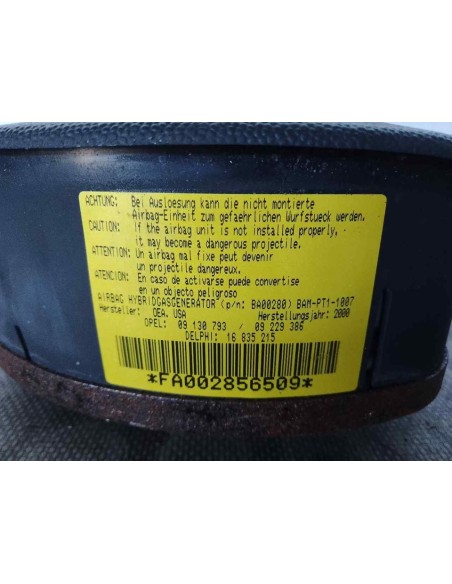 ACHTUNG: Bei Ausloesung kann die nicht montierte
Airbag-Einheit zum gefaehrlichen Wurfstueck werden.
CAUTION: If the airbag unit is not installed properly,
it may become a dangerous projectile.
ATTENTION: Un airbag mal fixe peut devenir
un projectile dangereux.
ATENCION: En caso de activarse puede convertise
en un objecto peligroso
AIRBAG HYBRIDGASGENERATOR (p/n: BA00280) BAM-PT1-1007
Hersteller: OEA, USA Herstellungsjahr: 2000
OPEL: 09 130 793 / 09 229 386
DELPHI: 16 835 215
*FA002856509*